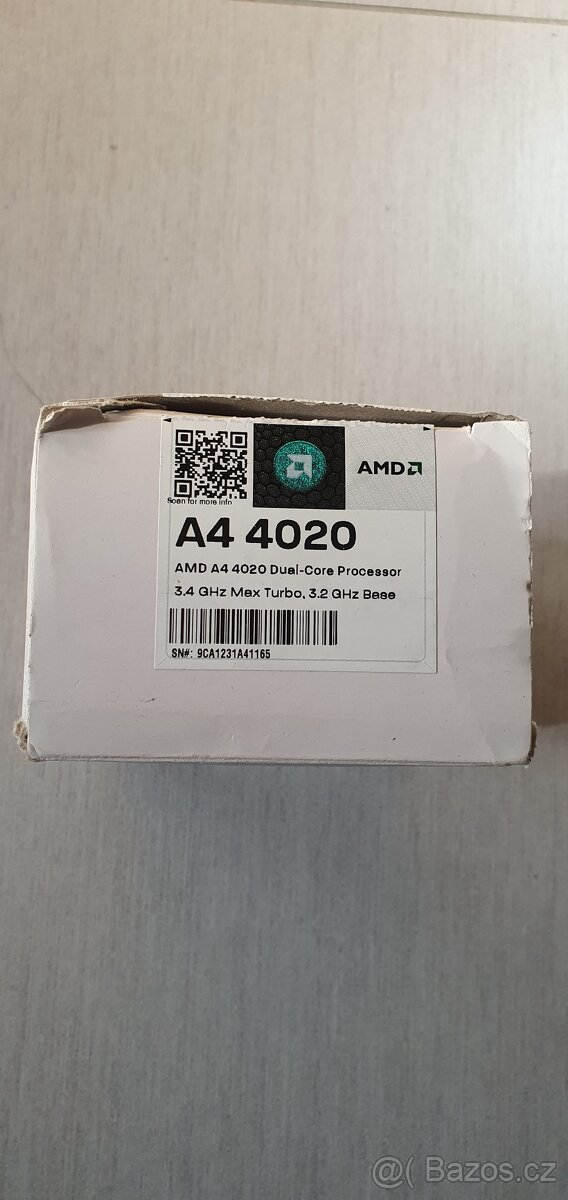 Scan for more info
AMD
A4 4020
AMD A4 4020 Dual-Core Processor
3.4 GHz Max Turbo, 3.2 GHz Base
SN#: 9CA1231A41165
@( Bazos.cz